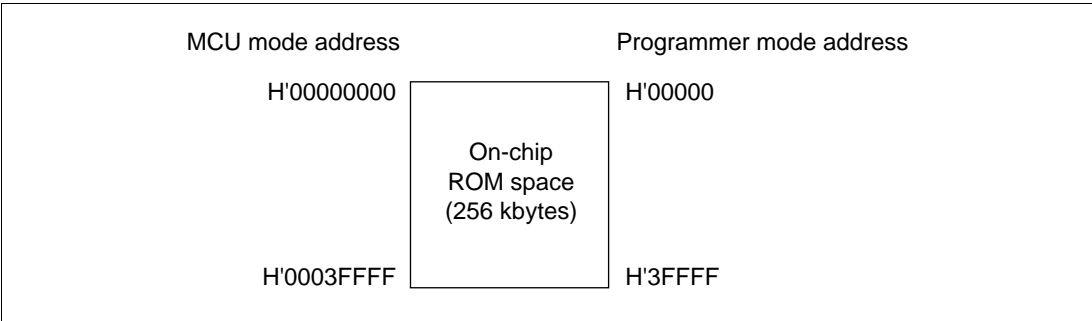 MCU mode address
Programmer mode address
H'00000000
H'00000
On-chip
ROM space
(256 kbytes)
H'0003FFFF
H'3FFFF